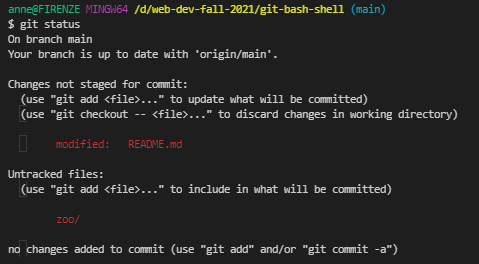 anne@FIRENZE MINGW64 /d/web-dev-fall-2021/git-bash-shell (main)
$ git status
On branch main
Your branch is up to date with 'origin/main'.

Changes not staged for commit:
  (use "git add <file>..." to update what will be committed)
  (use "git checkout -- <file>..." to discard changes in working directory)

        modified:   README.md

Untracked files:
  (use "git add <file>..." to include in what will be committed)

        zoo/

no changes added to commit (use "git add" and/or "git commit -a")